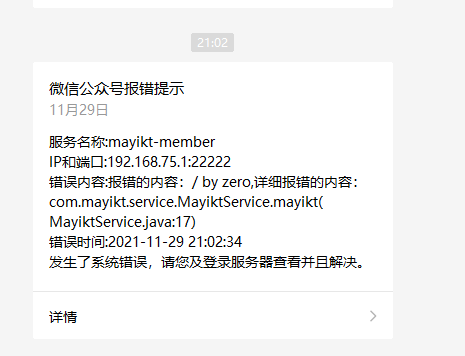 21:02
微信公众号报错提示
11月29日
服务名称:mayikt-member
IP和端口:192.168.75.1:22222
错误内容:报错的内容：/ by zero,详细报错的内容：
com.mayikt.service.MayiktService.mayikt(
MayiktService.java:17)
错误时间:2021-11-29 21:02:34
发生了系统错误，请您及登录服务器查看并且解决。
详情